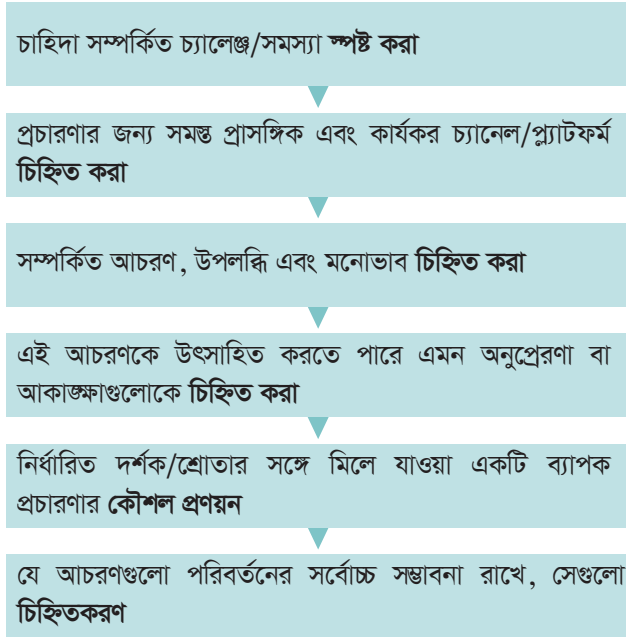 চাহিদা সম্পর্কিত চ্যালেঞ্জ/সমস্যা স্পষ্ট করা
প্রচারণার জন্য সমস্ত প্রাসঙ্গিক এবং কার্যকর চ্যানেল/প্ল্যাটফর্ম
চিহ্নিত করা
সম্পর্কিত আচরণ, উপলব্ধি এবং মনোভাব চিহ্নিত করা
এই আচরণকে উৎসাহিত করতে পারে এমন অনুপ্রেরণা বা
আকাঙ্ক্ষাগুলোকে চিহ্নিত করা
নির্ধারিত দর্শক/শ্রোতার সঙ্গে মিলে যাওয়া একটি ব্যাপক
প্রচারণার কৌশল প্রণয়ন
যে আচরণগুলো পরিবর্তনের সর্বোচ্চ সম্ভাবনা রাখে, সেগুলো
চিহ্নিতকরণ